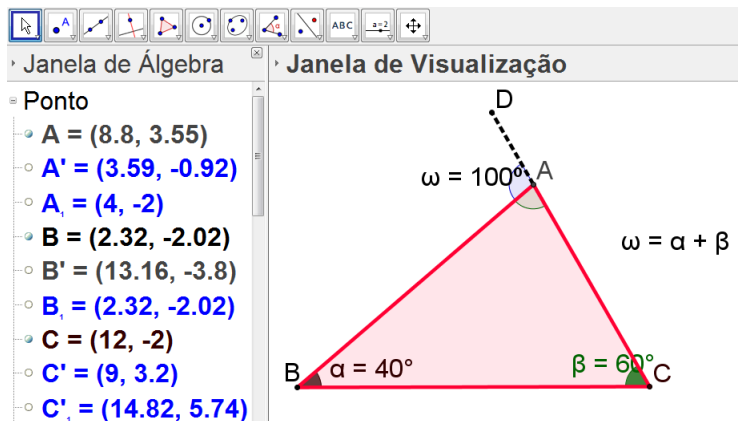 ABC
a=2
Janela de Álgebra
Ponto
A = (8.8, 3.55)
A' = (3.59, -0.92)
A₁ = (4, -2)
B = (2.32, -2.02)
B' = (13.16, -3.8)
B₁ = (2.32, -2.02)
C = (12, -2)
C' = (9, 3.2)
C'₁ = (14.82, 5.74)
Janela de Visualização
D
ω = 100º
A
ω = α + β
B
α = 40°
β = 60°
C